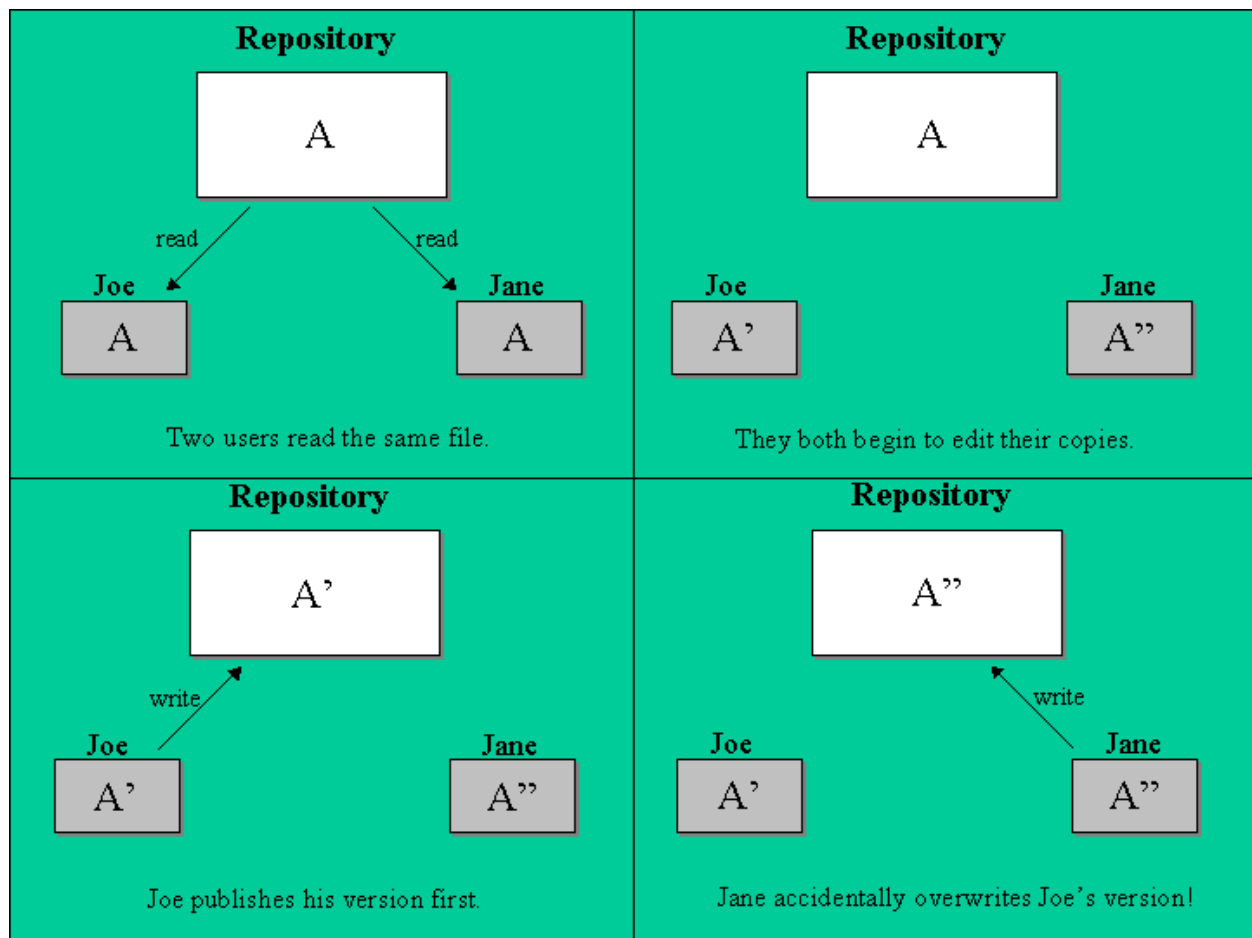 Repository
A
read
read
Joe
Jane
A
A
Two users read the same file.
Repository
A
Joe
Jane
A’
A”
They both begin to edit their copies.
Repository
A’
write
Joe
Jane
A’
A”
Joe publishes his version first.
Repository
A”
write
Joe
Jane
A’
A”
Jane accidentally overwrites Joe’s version!